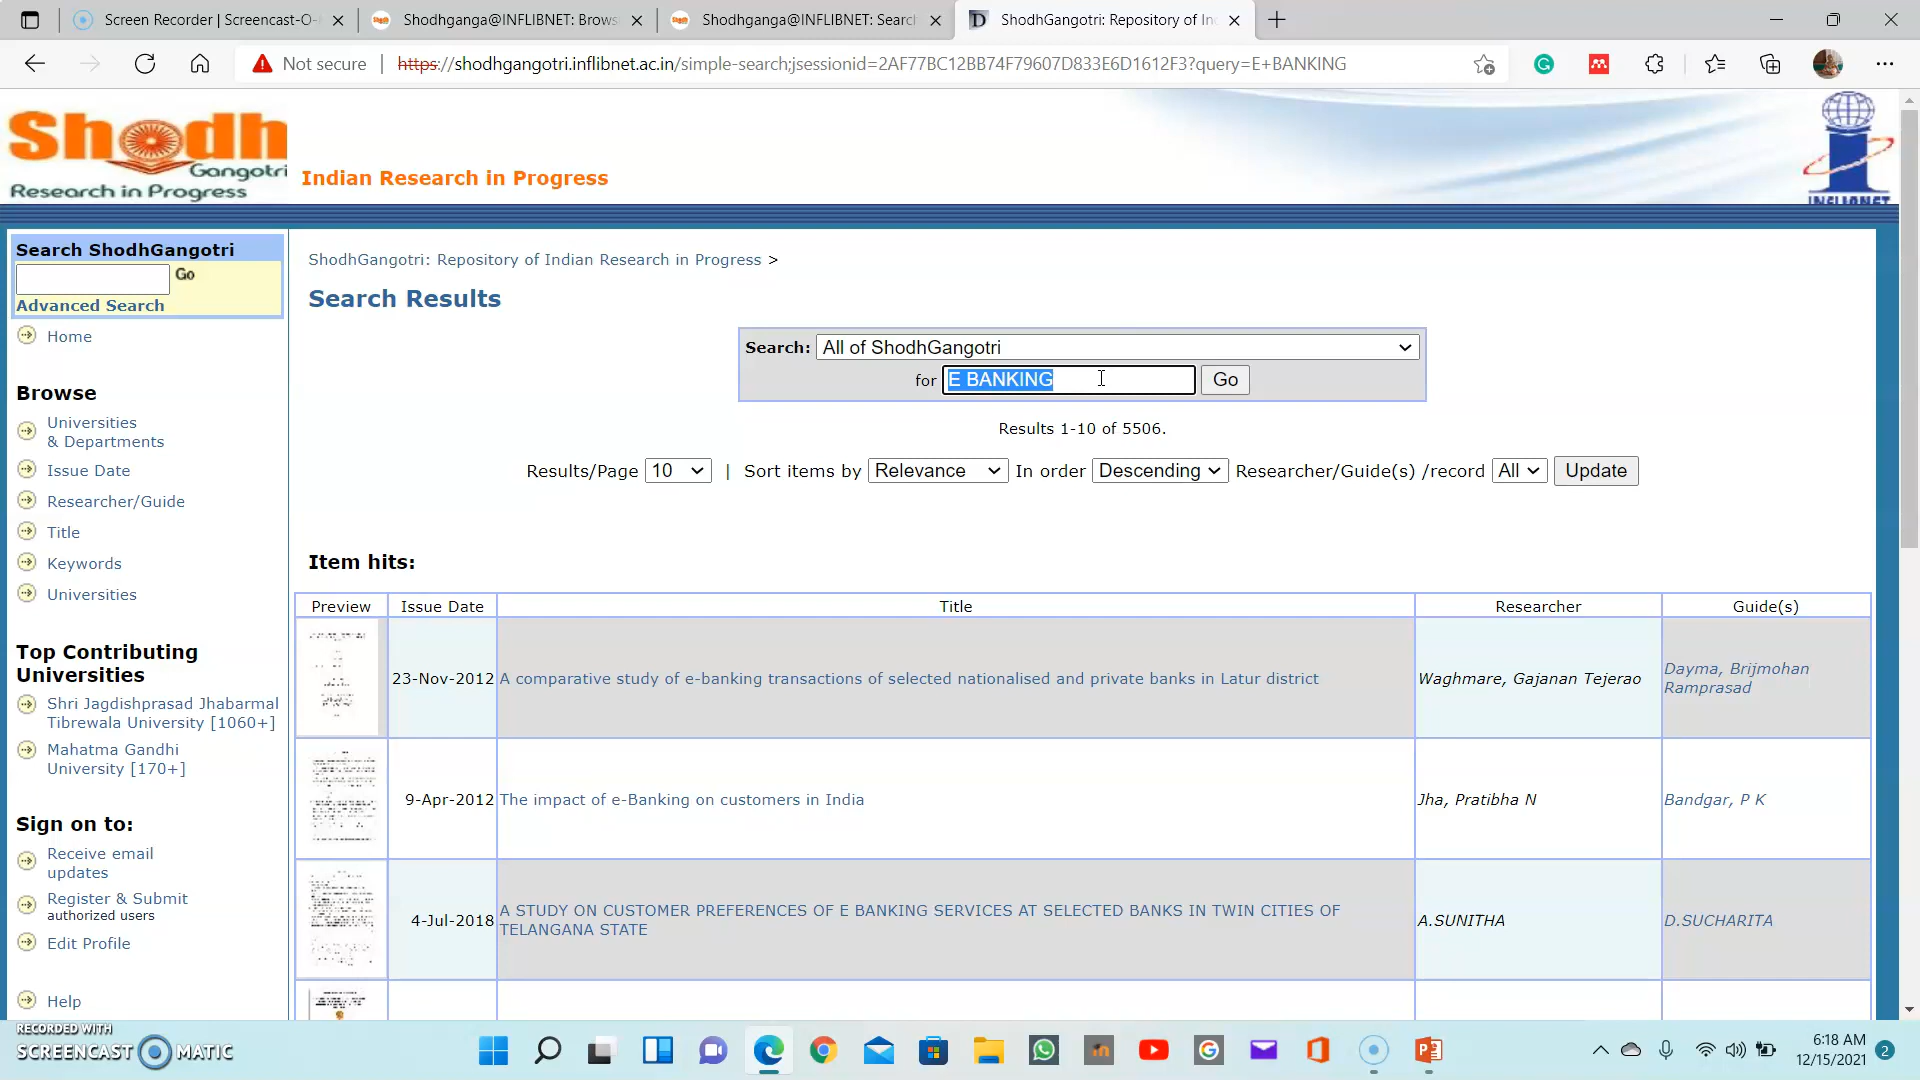 Screen Recorder | Screencast-O-
Shodhganga@INFLIBNET: Brows
Shodhganga@INFLIBNET: Searc
ShodhGangotri: Repository of In
Not secure
https://shodhgangotri.inflibnet.ac.in/simple-search;jsessionid=2AF77BC12BB74F79607D833E6D1612F3?query=E+BANKING
Shodh
Gangotri
Research in Progress
Indian Research in Progress
INFLIBNET
Search ShodhGangotri
Go
Advanced Search
Home
Browse
Universities
& Departments
Issue Date
Researcher/Guide
Title
Keywords
Universities
Top Contributing
Universities
Shri Jagdishprasad Jhabarmal
Tibrewala University [1060+]
Mahatma Gandhi
University [170+]
Sign on to:
Receive email
updates
Register & Submit
authorized users
Edit Profile
Help
ShodhGangotri: Repository of Indian Research in Progress >
Search Results
Search: All of ShodhGangotri
for E BANKING Go
Results 1-10 of 5506.
Results/Page 10 | Sort items by Relevance In order Descending Researcher/Guide(s) /record All Update
Item hits:
Preview Issue Date Title Researcher Guide(s)
23-Nov-2012 A comparative study of e-banking transactions of selected nationalised and private banks in Latur district Waghmare, Gajanan Tejerao Dayma, Brijmohan
Ramprasad
9-Apr-2012 The impact of e-Banking on customers in India Jha, Pratibha N Bandgar, P K
4-Jul-2018 A STUDY ON CUSTOMER PREFERENCES OF E BANKING SERVICES AT SELECTED BANKS IN TWIN CITIES OF
TELANGANA STATE A.SUNITHA D.SUCHARITA
RECORDED WITH
SCREENCAST MATIC
6:18 AM
12/15/2021
2